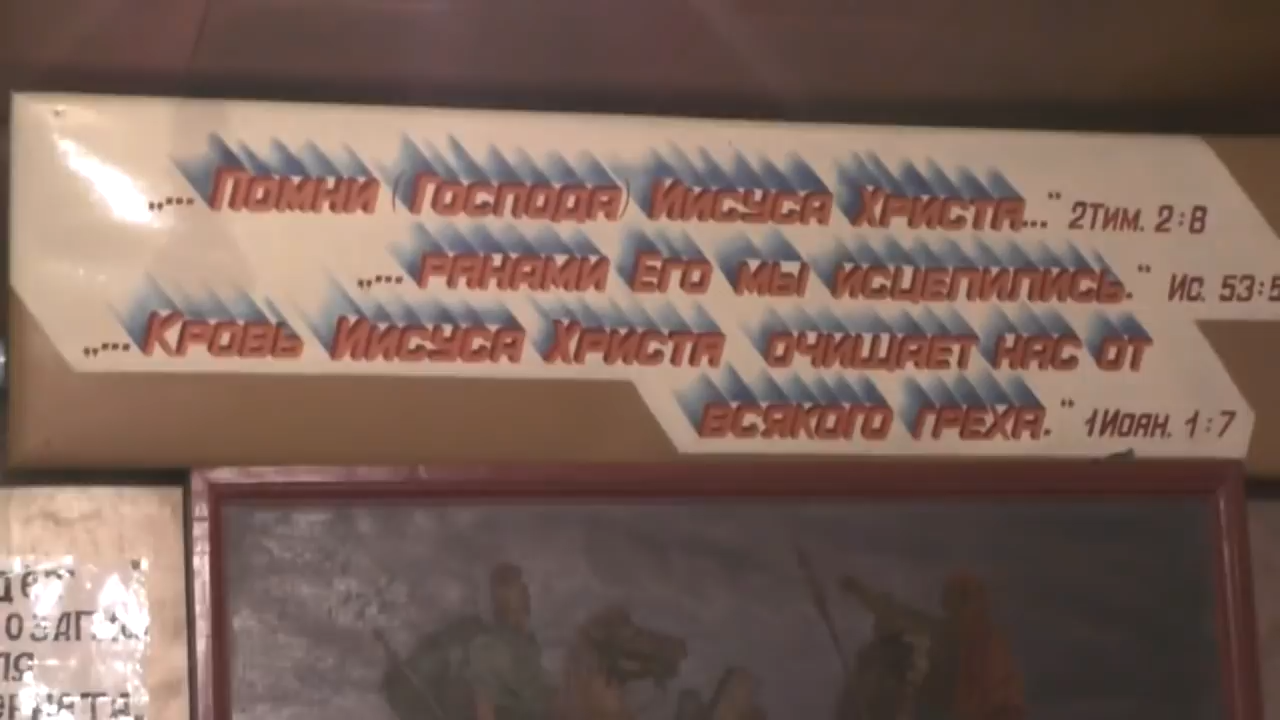 „... Помни (Господа) Иисуса Христа..." 2Тим. 2:8
„... ранами Его мы исцелились." Ис. 53:5
„... Кровь Иисуса Христа очищает нас от
всякого греха." 1Иоан. 1:7